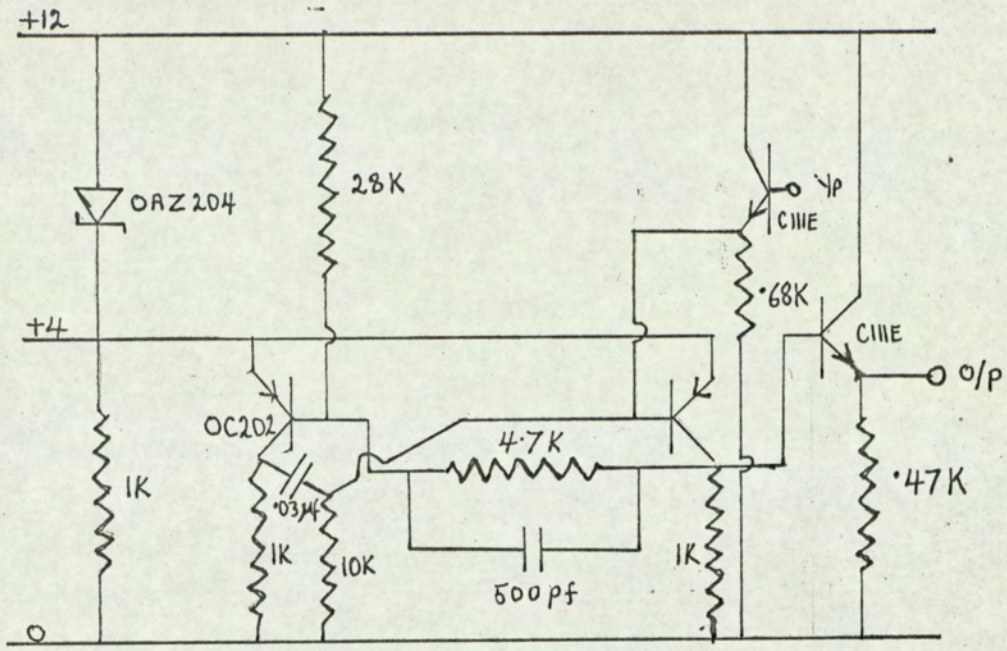 +12
OAZ204
28K
I/P
C111E
.68K
+4
C111E
O/P
OC202
4.7K
.47K
1K
.03µf
1K
10K
1K
500pf
0